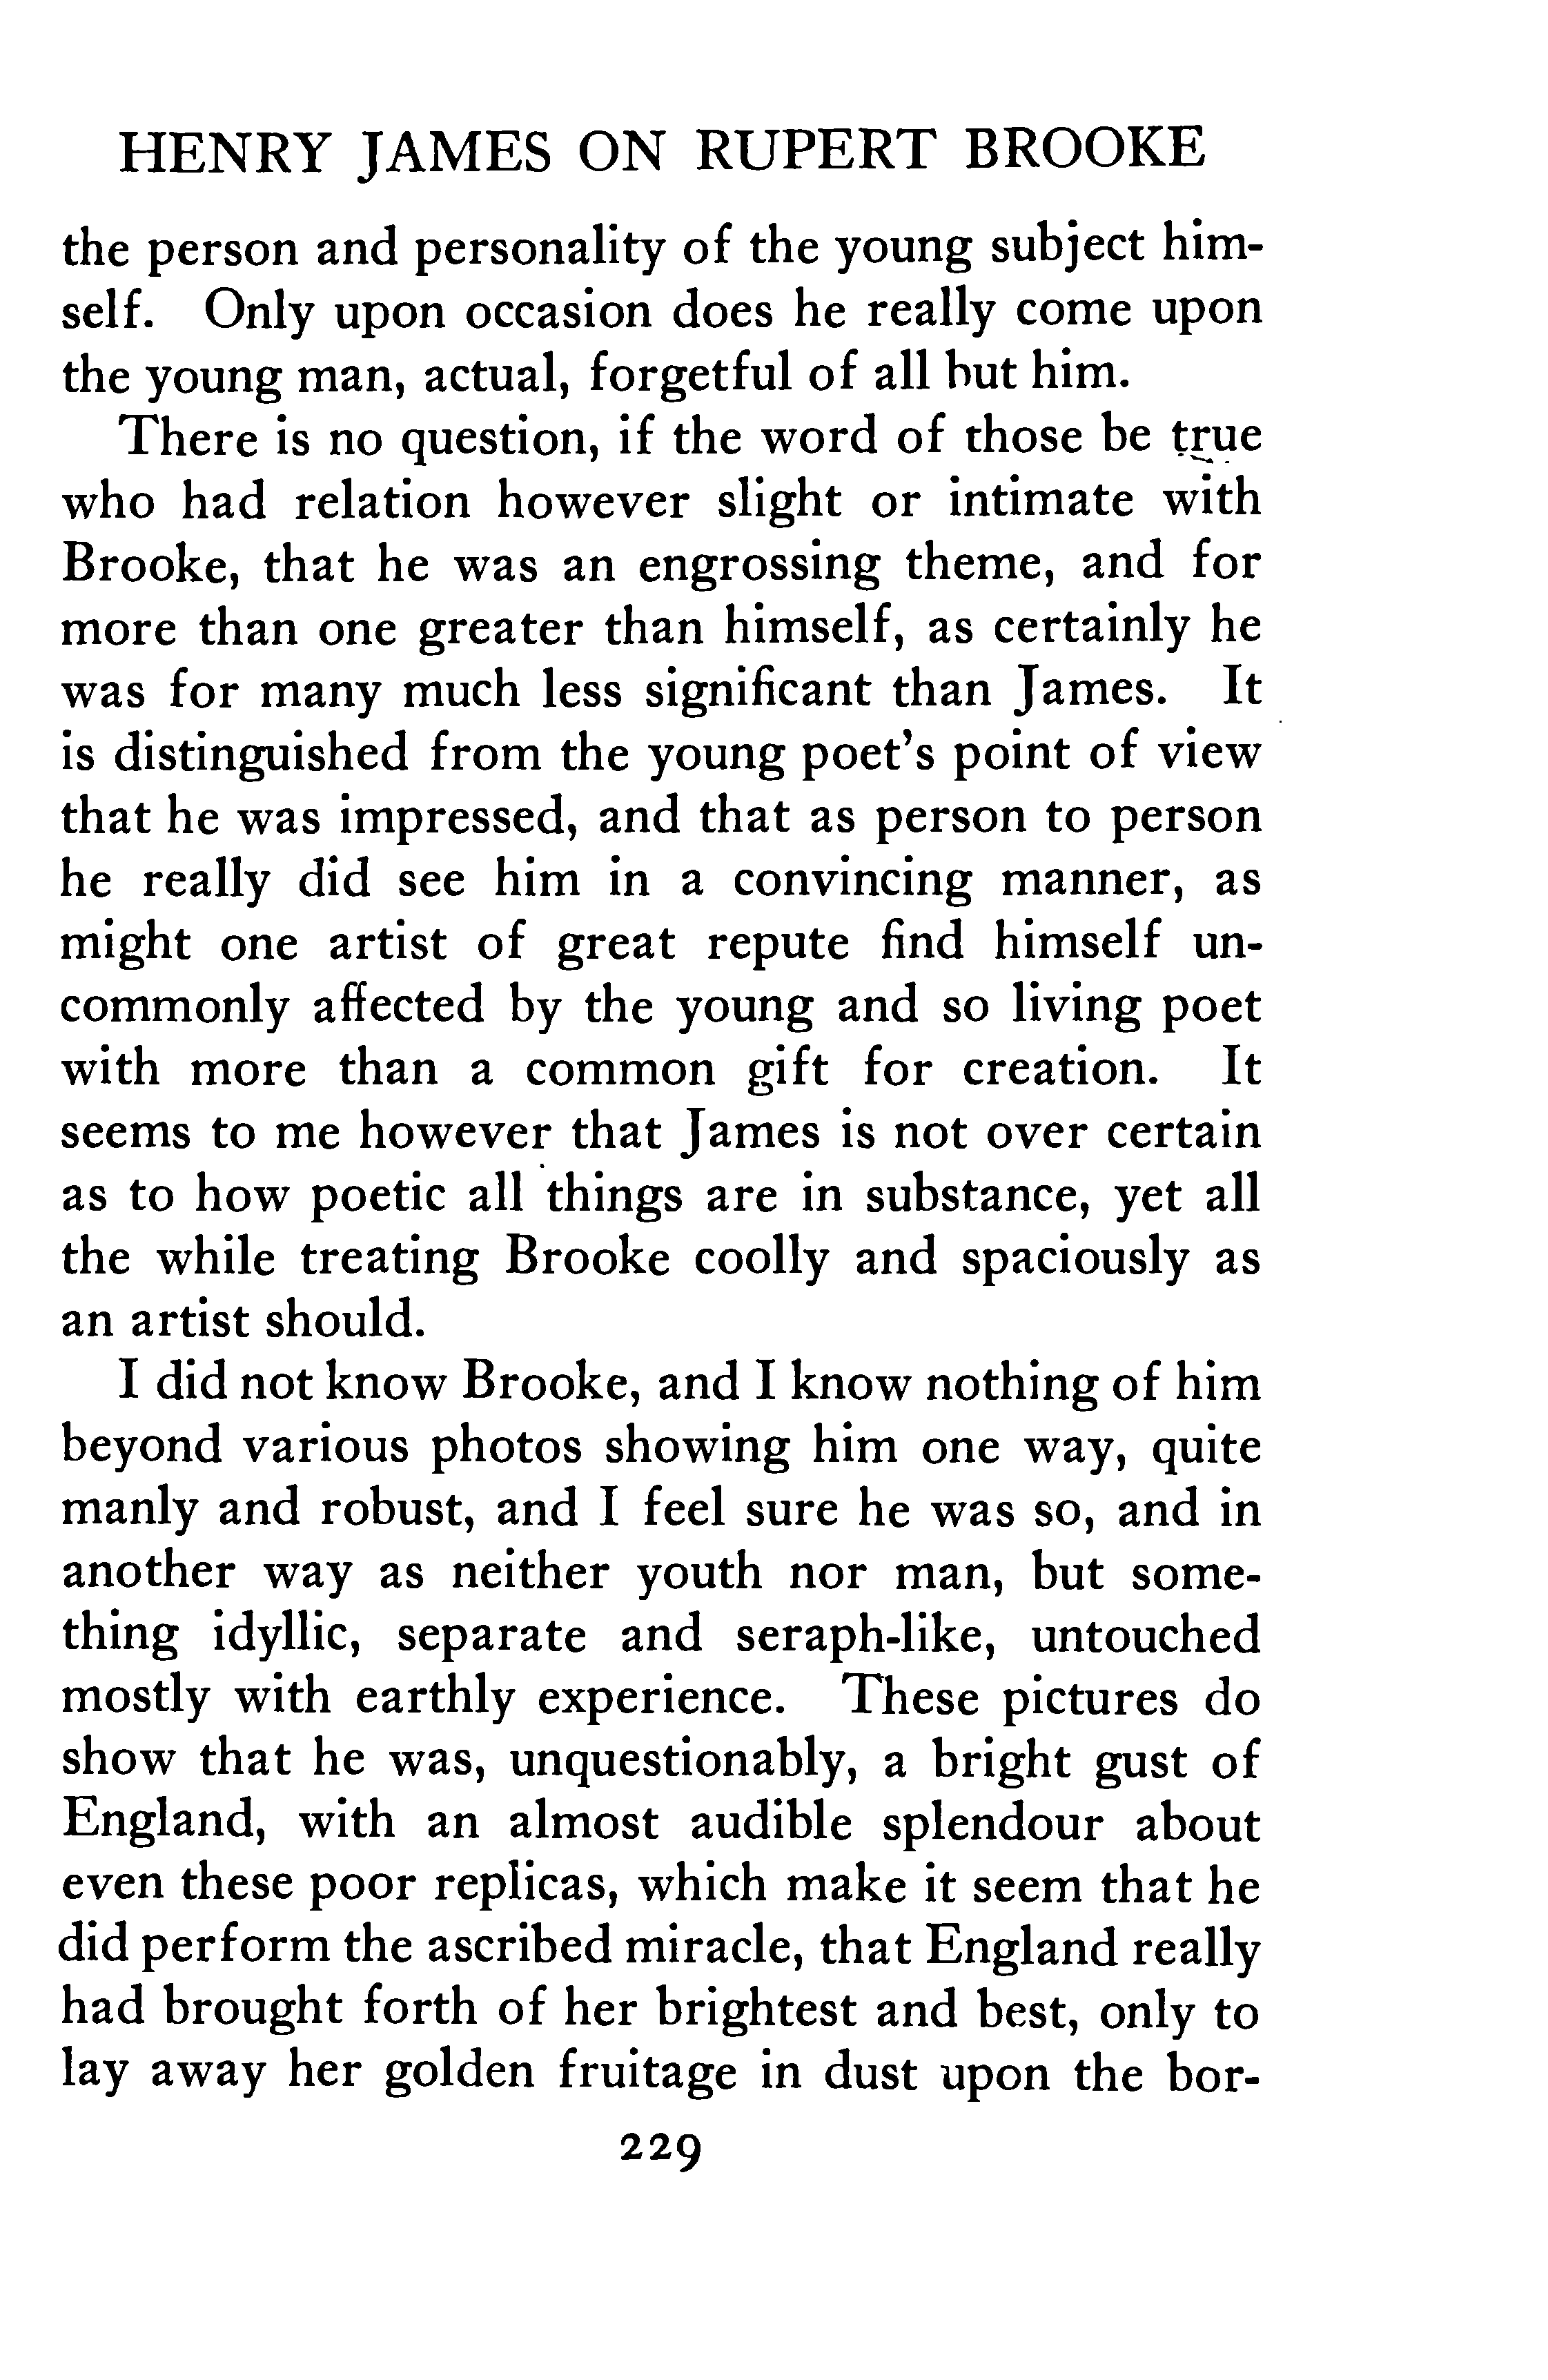 HENRY JAMES ON RUPERT BROOKE
the person and personality of the young subject him-
self. Only upon occasion does he really come upon
the young man, actual, forgetful of all but him.
There is no question, if the word of those be true
who had relation however slight or intimate with
Brooke, that he was an engrossing theme, and for
more than one greater than himself, as certainly he
was for many much less significant than James. It
is distinguished from the young poet's point of view
that he was impressed, and that as person to person
he really did see him in a convincing manner, as
might one artist of great repute find himself un-
commonly affected by the young and so living poet
with more than a common gift for creation. It
seems to me however that James is not over certain
as to how poetic all things are in substance, yet all
the while treating Brooke coolly and spaciously as
an artist should.
I did not know Brooke, and I know nothing of him
beyond various photos showing him one way, quite
manly and robust, and I feel sure he was so, and in
another way as neither youth nor man, but some-
thing idyllic, separate and seraph-like, untouched
mostly with earthly experience. These pictures do
show that he was, unquestionably, a bright gust of
England, with an almost audible splendour about
even these poor replicas, which make it seem that he
did perform the ascribed miracle, that England really
had brought forth of her brightest and best, only to
lay away her golden fruitage in dust upon the bor-
229